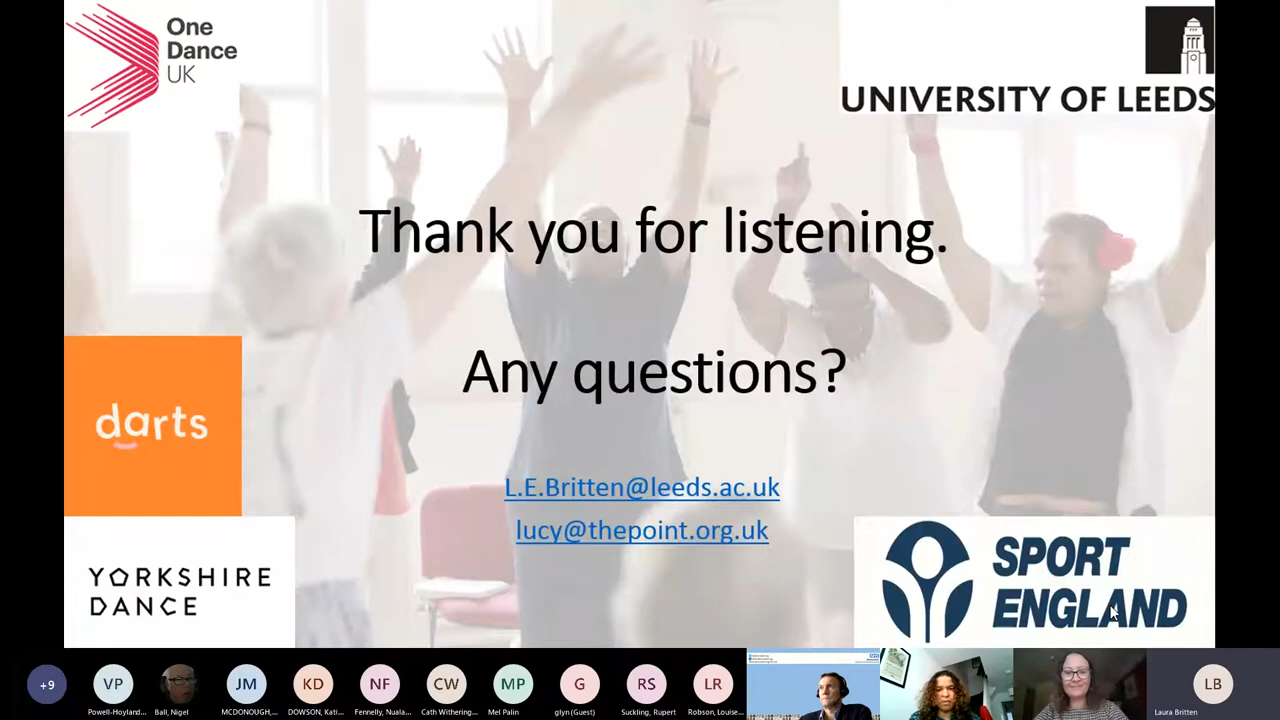 One
Dance
UK
UNIVERSITY OF LEEDS
Thank you for listening.
Any questions?
darts
L.E.Britten@leeds.ac.uk
lucy@thepoint.org.uk
YORKSHIRE
DANCE
SPORT
ENGLAND
+9
VP
JM
KD
NF
CW
MP
G
RS
LR
LB
Powell-Hoyland...
Ball, Nigel
MCDONOUGH,...
DOWSON, Kati...
Fennelly, Nuala...
Cath Withering...
Mel Palin
glyn (Guest)
Suckling, Rupert
Robson, Louise...
Laura Britten